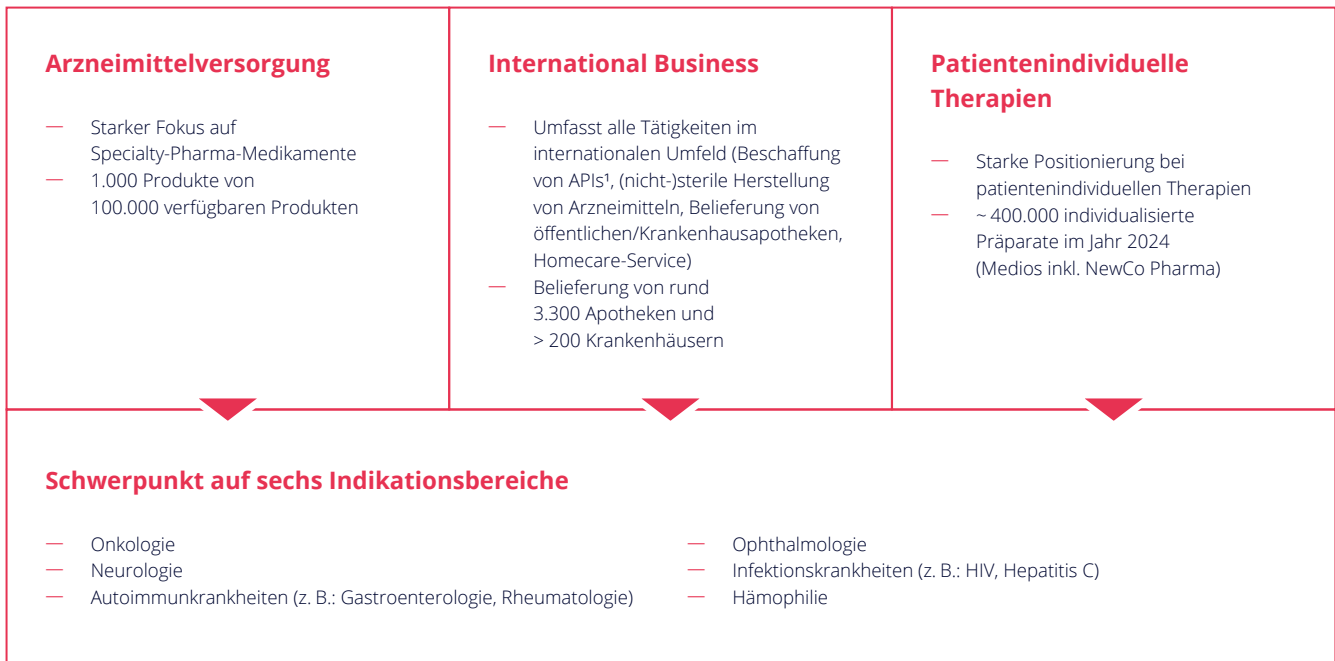 Arzneimittelversorgung
— Starker Fokus auf
Specialty-Pharma-Medikamente
— 1.000 Produkte von
100.000 verfügbaren Produkten
International Business
— Umfasst alle Tätigkeiten im
internationalen Umfeld (Beschaffung
von APIs¹, (nicht-)sterile Herstellung
von Arzneimitteln, Belieferung von
öffentlichen/Krankenhausapotheken,
Homecare-Service)
— Belieferung von rund
3.300 Apotheken und
> 200 Krankenhäusern
Patientenindividuelle
Therapien
— Starke Positionierung bei
patientenindividuellen Therapien
— ~ 400.000 individualisierte
Präparate im Jahr 2024
(Medios inkl. NewCo Pharma)
Schwerpunkt auf sechs Indikationsbereiche
— Onkologie
— Neurologie
— Autoimmunkrankheiten (z. B.: Gastroenterologie, Rheumatologie)
— Ophthalmologie
— Infektionskrankheiten (z. B.: HIV, Hepatitis C)
— Hämophilie